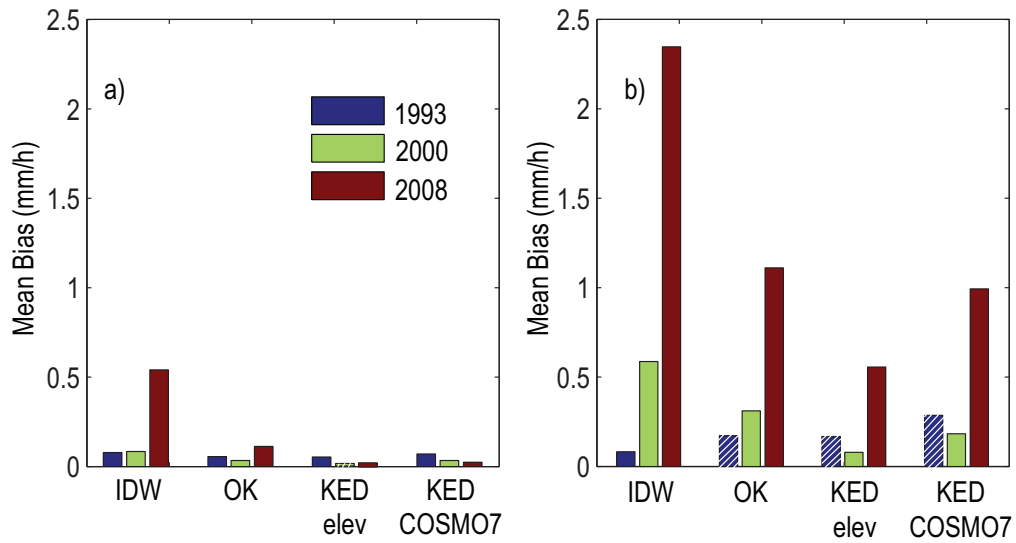 2.5
2
1.5
1
0.5
0
Mean Bias (mm/h)
a)
1993
2000
2008
IDW OK KED KED
elev COSMO7
2.5
2
1.5
1
0.5
0
Mean Bias (mm/h)
b)
IDW OK KED KED
elev COSMO7